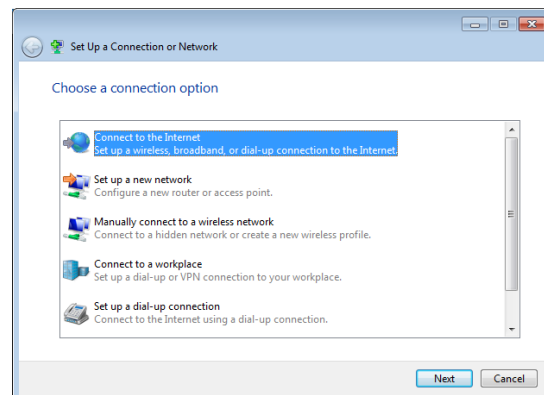 Set Up a Connection or Network
Choose a connection option
Connect to the Internet
Set up a wireless, broadband, or dial-up connection to the Internet.
Set up a new network
Configure a new router or access point.
Manually connect to a wireless network
Connect to a hidden network or create a new wireless profile.
Connect to a workplace
Set up a dial-up or VPN connection to your workplace.
Set up a dial-up connection
Connect to the Internet using a dial-up connection.
Next Cancel